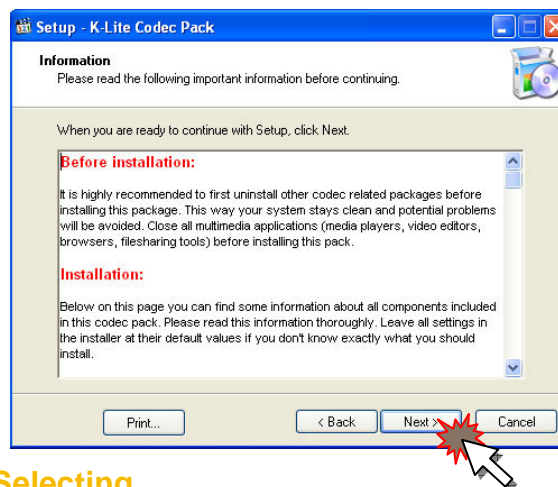 Setup - K-Lite Codec Pack
Information
Please read the following important information before continuing.
When you are ready to continue with Setup, click Next.
Before installation:
It is highly recommended to first uninstall other codec related packages before
installing this package. This way your system stays clean and potential problems
will be avoided. Close all multimedia applications (media players, video editors,
browsers, filesharing tools) before installing this pack.
Installation:
Below on this page you can find some information about all components included
in this codec pack. Please read this information thoroughly. Leave all settings in
the installer at their default values if you don't know exactly what you should
install.
Print... < Back Next > Cancel
Selecting